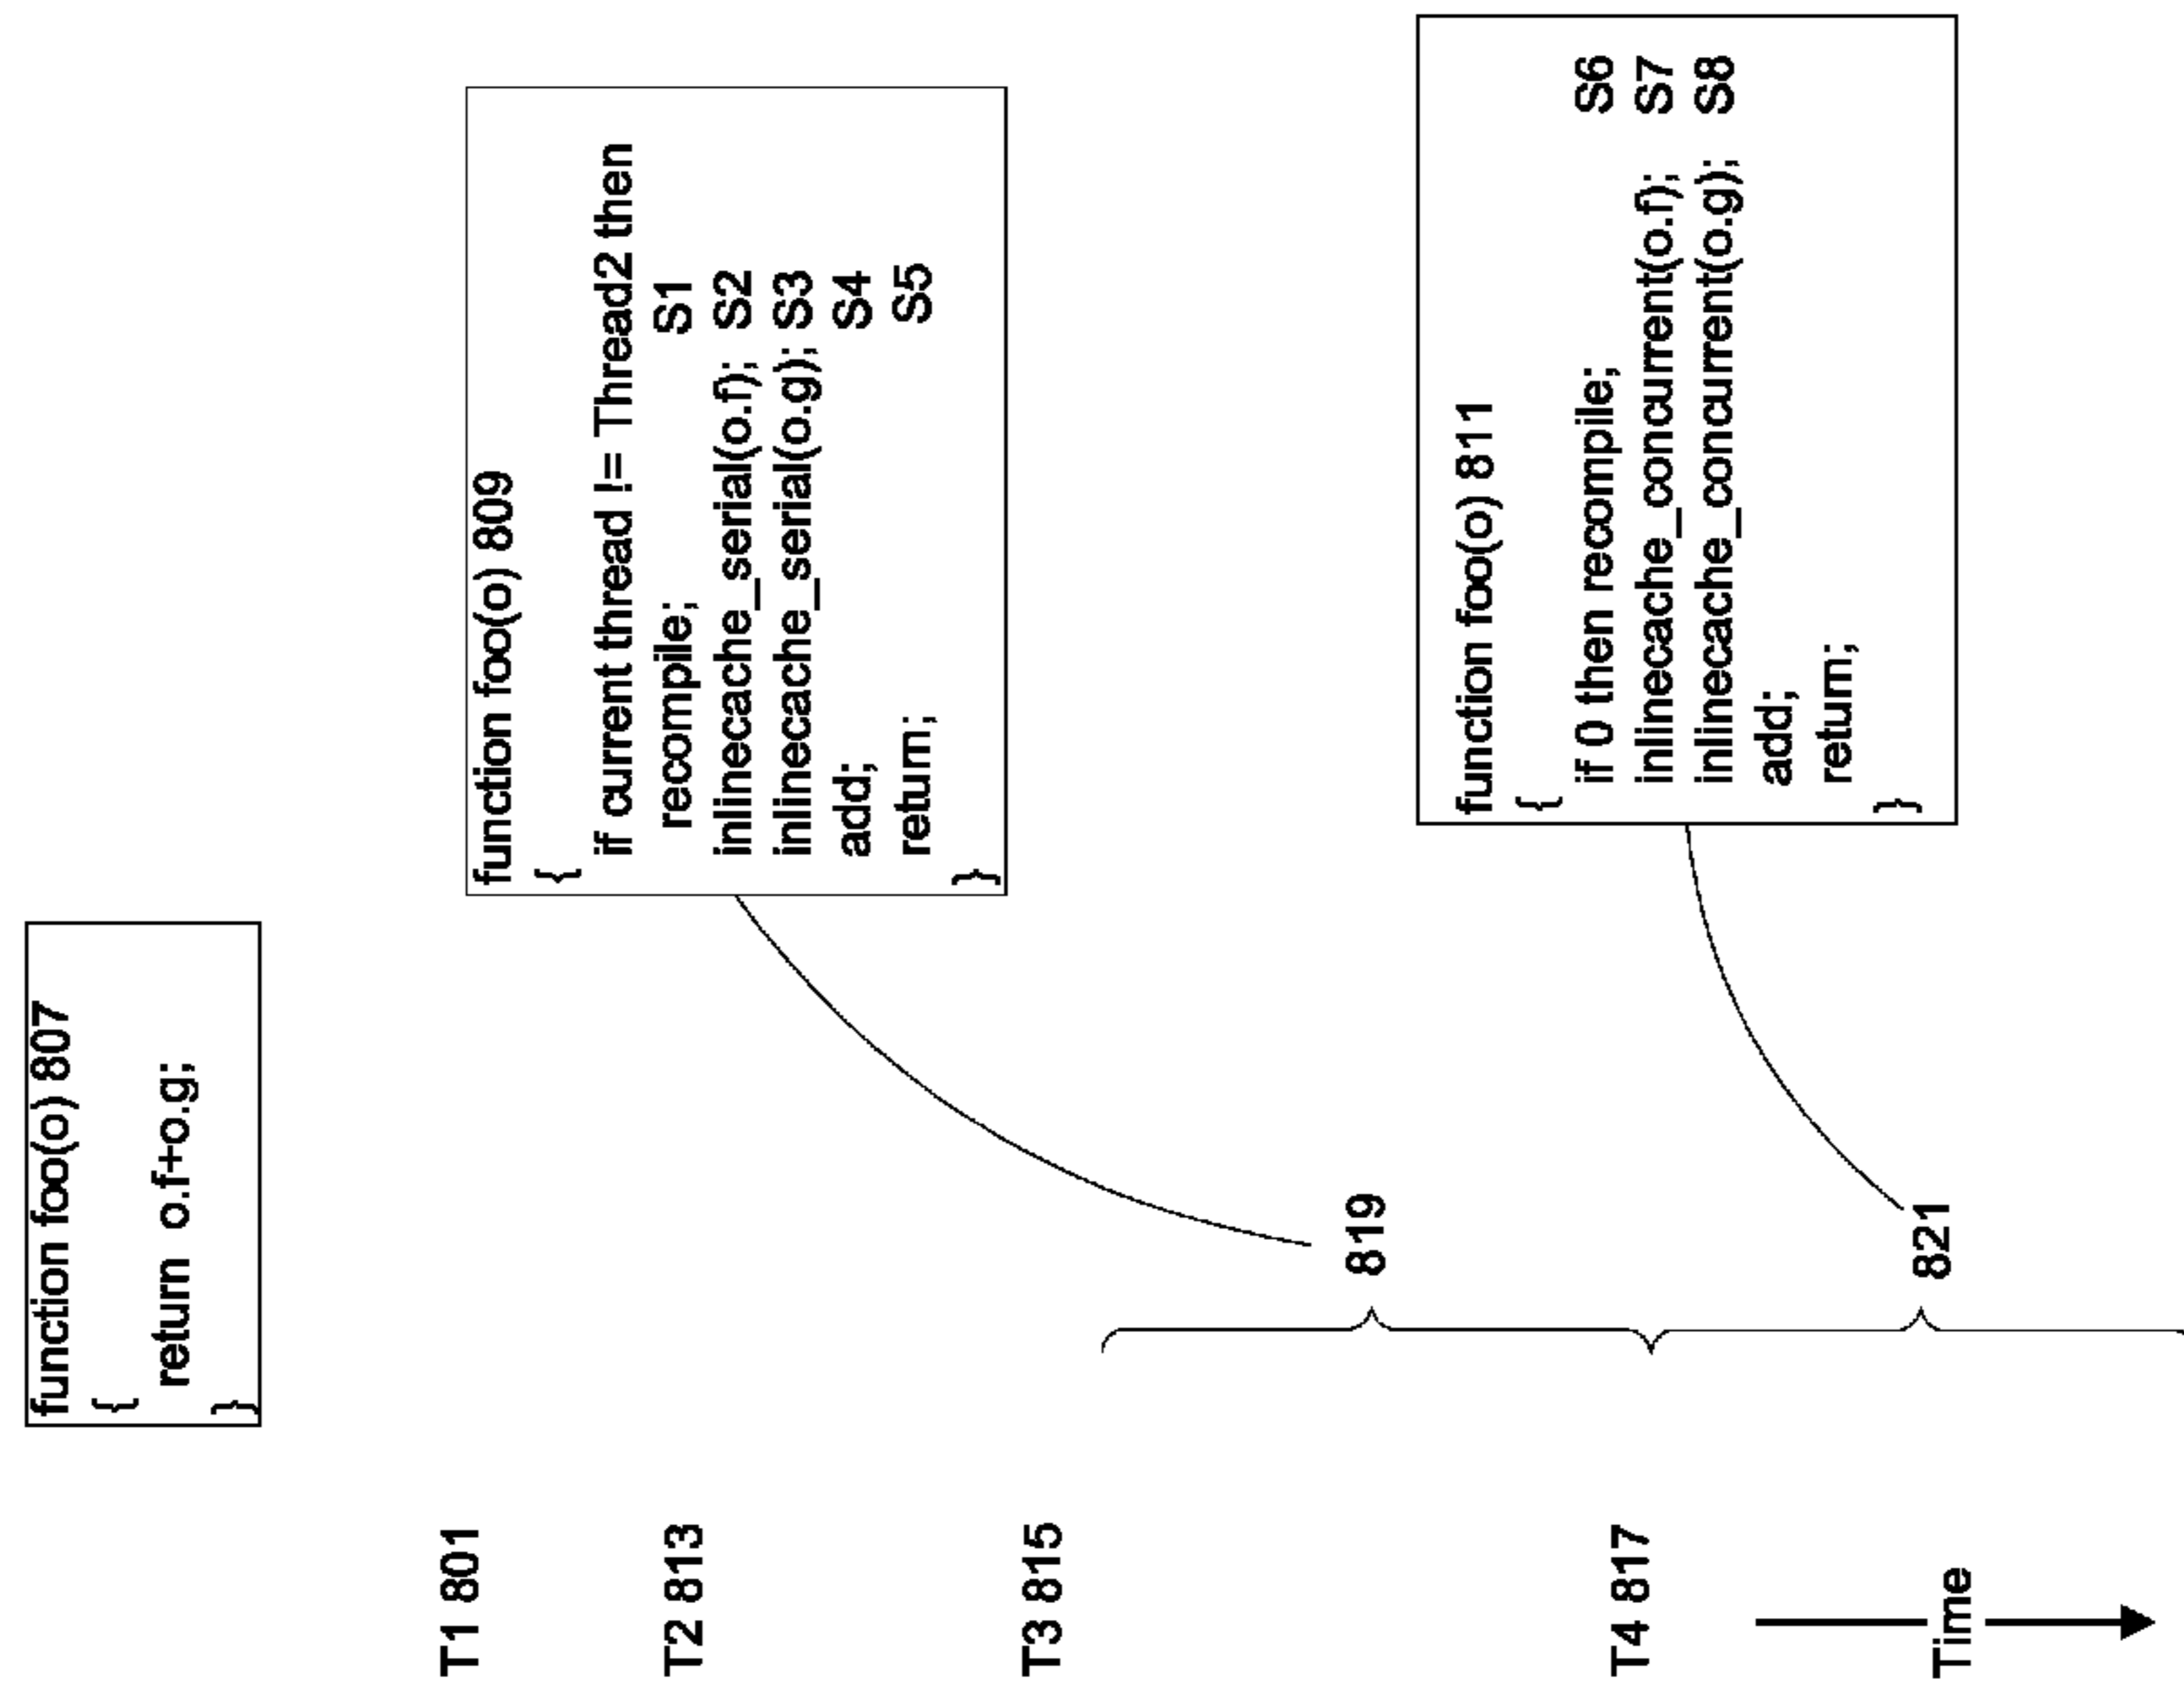 function foo(o) 807
{
return o.f+o.g;
}
function foo(o) 809
{
if current thread != Thread2 then
recompile; S1
inlinecache_serial(o.f); S2
inlinecache_serial(o.g); S3
add; S4
return; S5
}
function foo(o) 811
{
if 0 then recompile; S6
inlinecache_concurrent(o.f); S7
inlinecache_concurrent(o.g); S8
add;
return;
}
819
821
T1 801
T2 813
T3 815
T4 817
Time